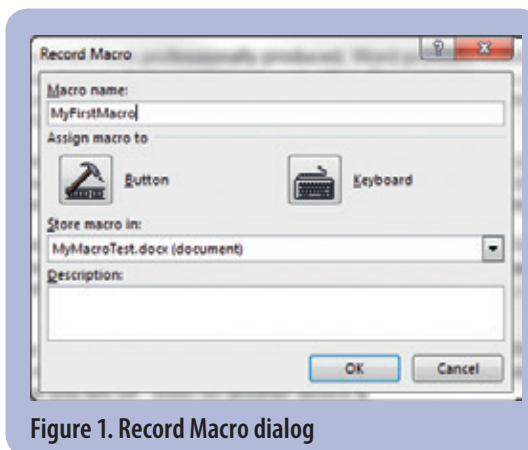 Record Macro
Macro name:
MyFirstMacro
Assign macro to
Button Keyboard
Store macro in:
MyMacroTest.docx (document)
Description:
OK Cancel
Figure 1. Record Macro dialog